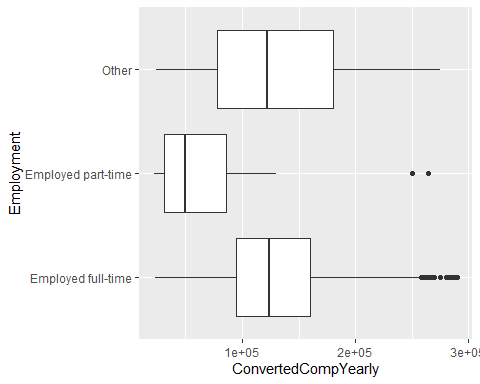 Employment
Other
Employed part-time
Employed full-time
1e+05
2e+05
3e+05
ConvertedCompYearly